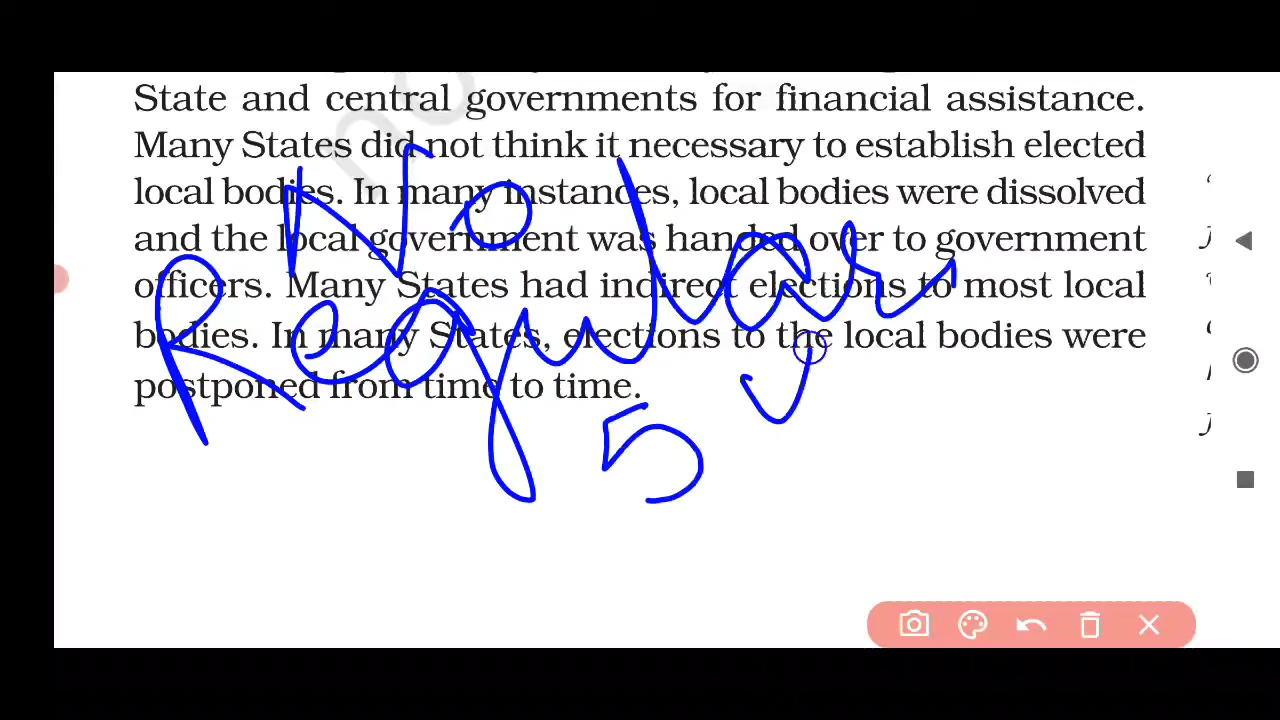 State and central governments for financial assistance.
Many States did not think it necessary to establish elected
local bodies. In many instances, local bodies were dissolved
and the local government was handed over to government
officers. Many States had indirect elections to most local
bodies. In many States, elections to the local bodies were
postponed from time to time.
No
Regular
5